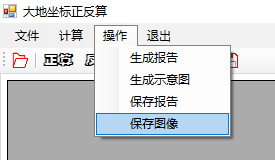 大地坐标正反算
文件 计算 操作 退出
正算
生成报告
生成示意图
保存报告
保存图像